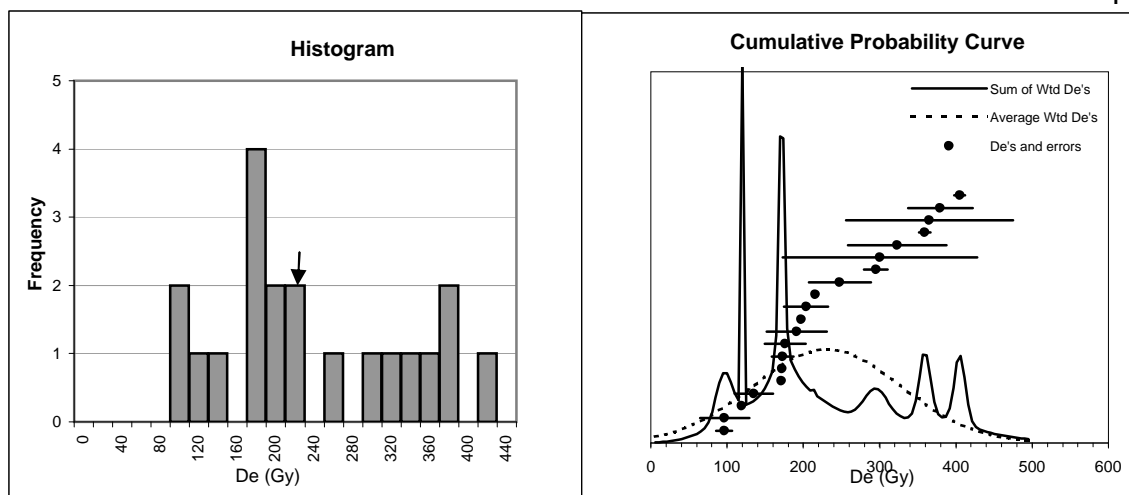 Histogram
5
4
3
2
1
0
Frequency
0 40 80 120 160 200 240 280 320 360 400 440
De (Gy)
Cumulative Probability Curve
Sum of Wtd De's
Average Wtd De's
De's and errors
0 100 200 300 400 500 600
De (Gy)